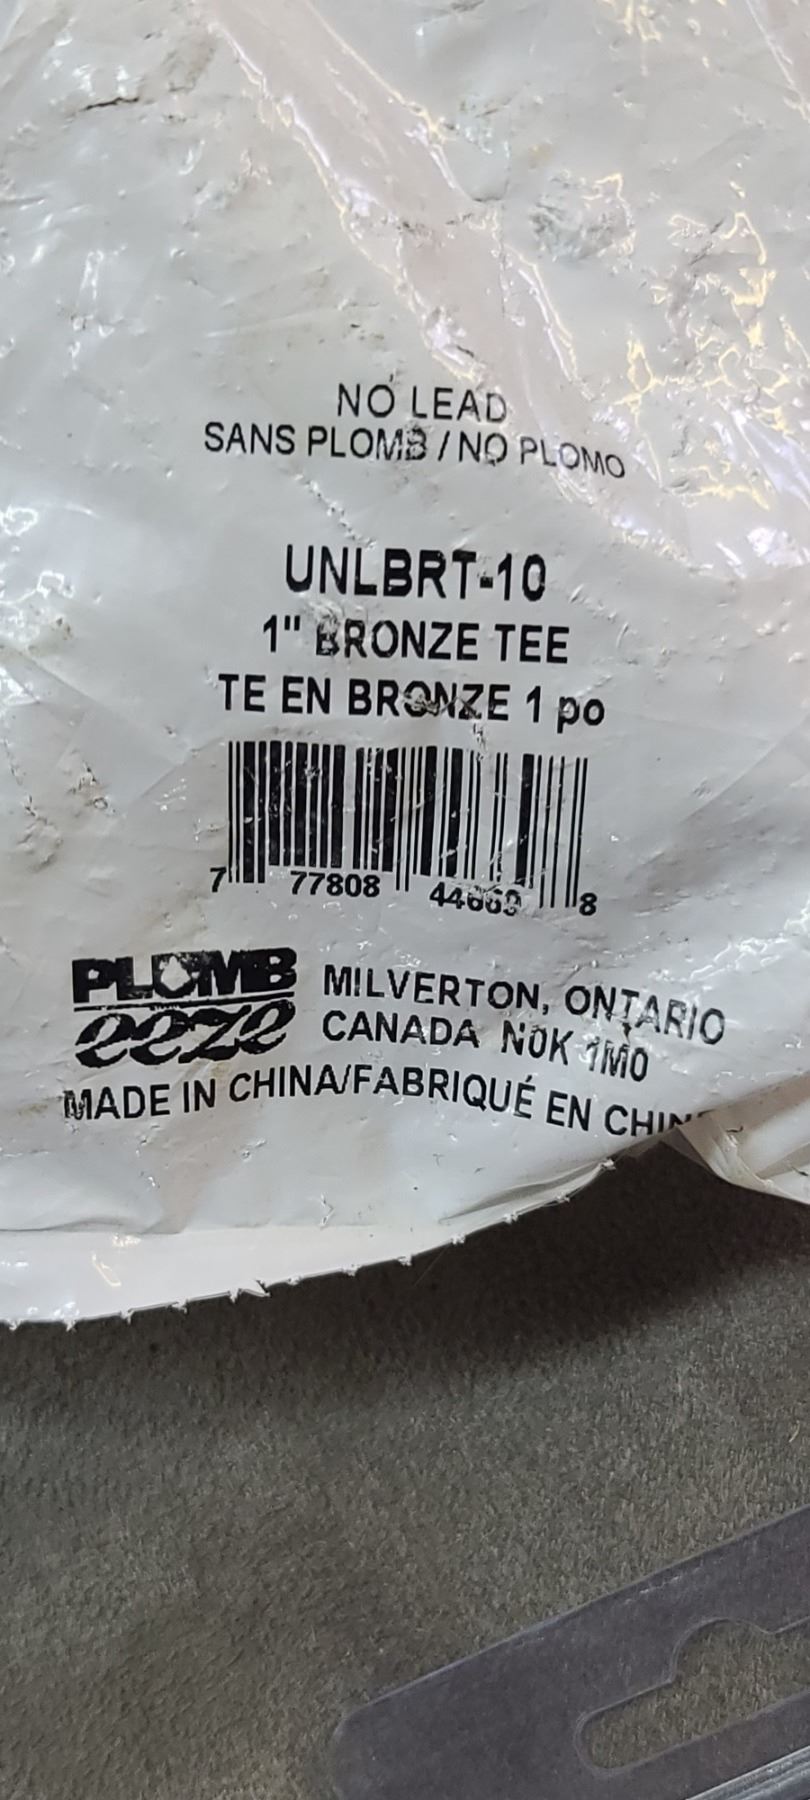 NO LEAD
SANS PLOMB / NO PLOMO
UNLBRT-10
1" BRONZE TEE
TE EN BRONZE 1 po
7 77808 8
PLOMB
eeze
MILVERTON, ONTARIO
CANADA N0K 1M0
MADE IN CHINA/FABRIQUÉ EN